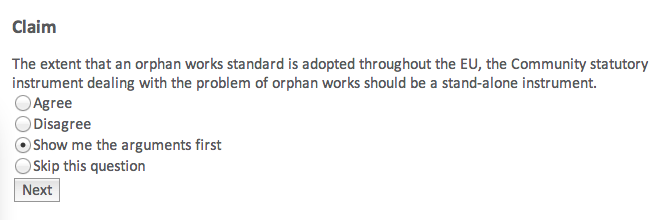 Claim
The extent that an orphan works standard is adopted throughout the EU, the Community statutory
instrument dealing with the problem of orphan works should be a stand-alone instrument.
Agree
Disagree
Show me the arguments first
Skip this question
Next